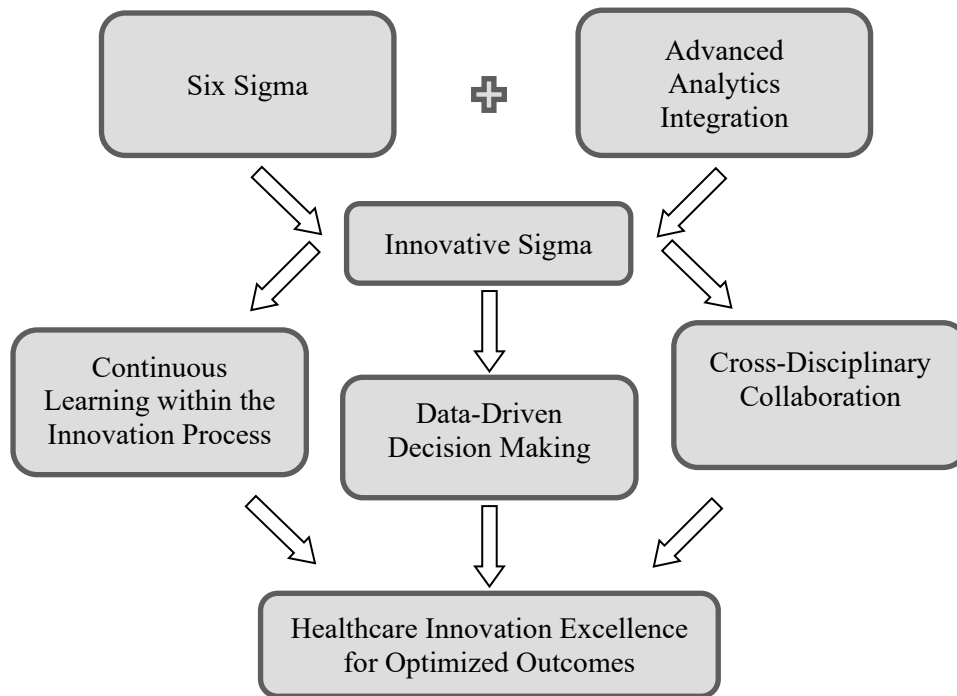 Six Sigma
Advanced
Analytics
Integration
Innovative Sigma
Continuous
Learning within the
Innovation Process
Data-Driven
Decision Making
Cross-Disciplinary
Collaboration
Healthcare Innovation Excellence
for Optimized Outcomes